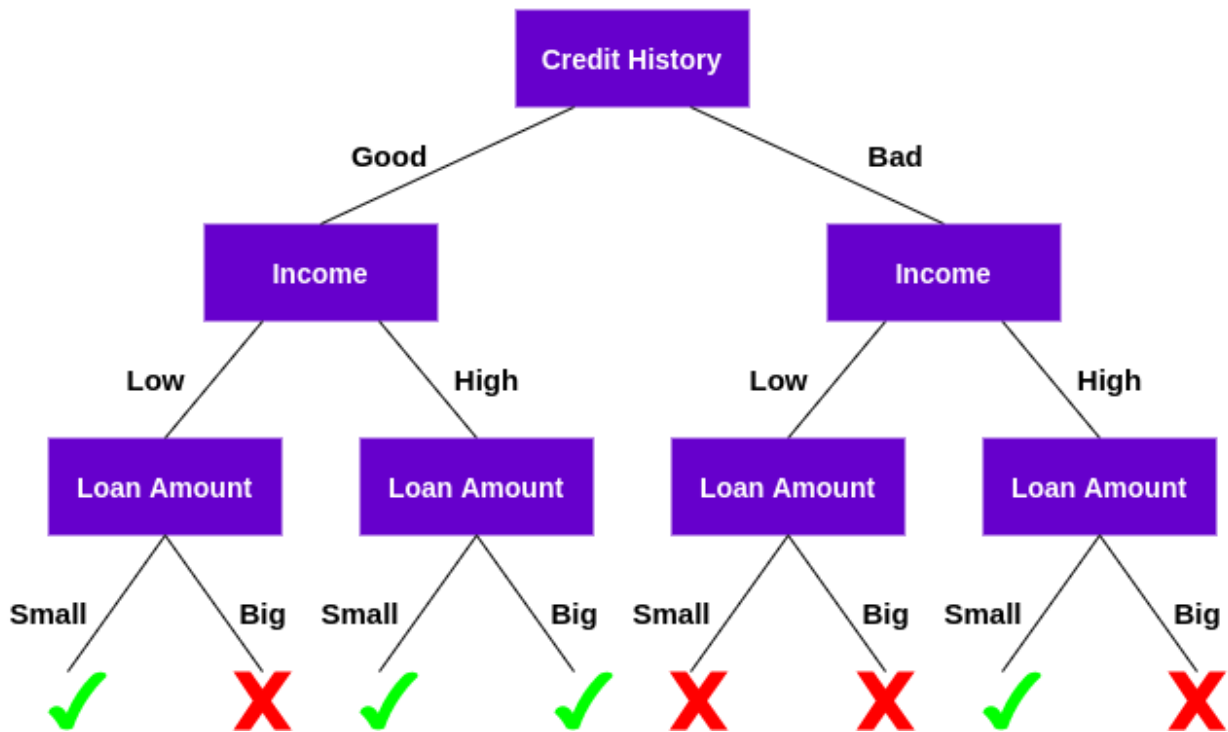 Credit History
Good
Bad
Income
Income
Low
High
Low
High
Loan Amount
Loan Amount
Loan Amount
Loan Amount
Small
Big
Small
Big
Small
Big
Small
Big